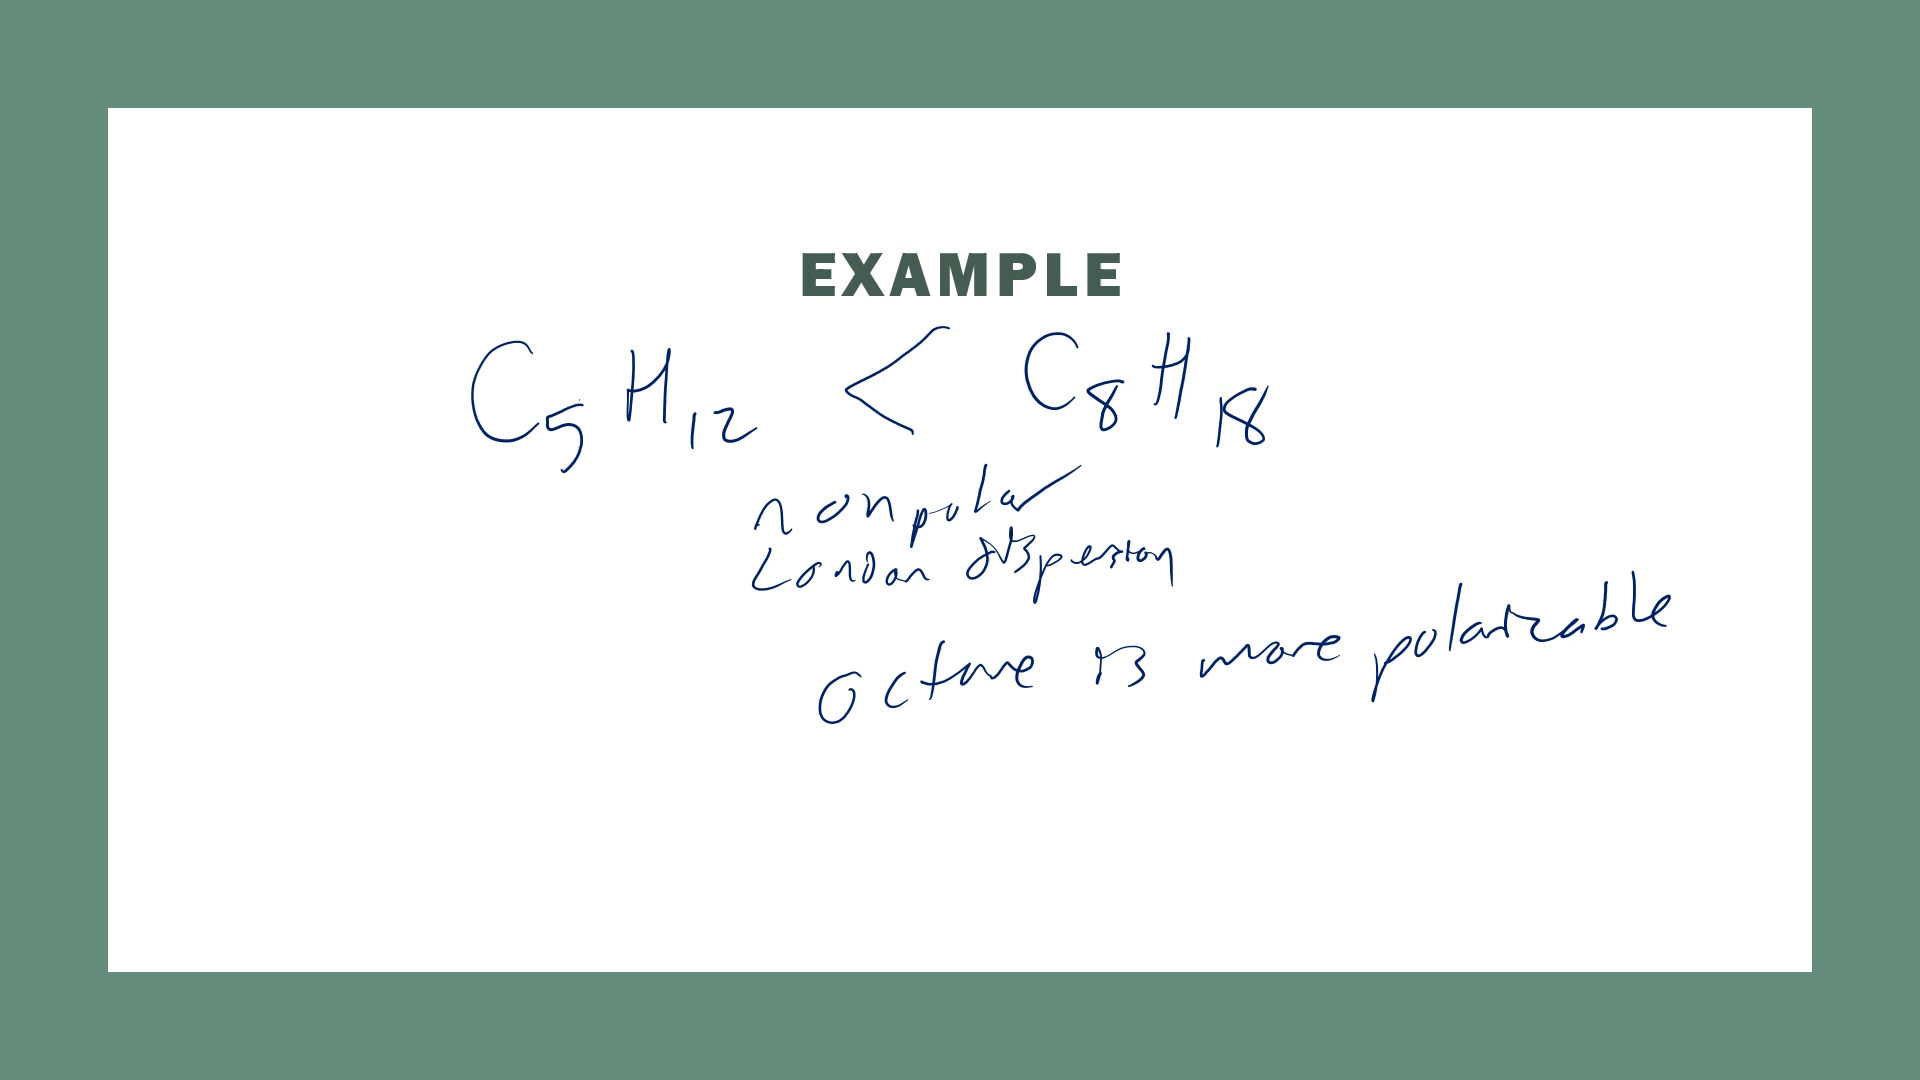 EXAMPLE
C₅H₁₂ < C₈H₁₈
nonpolar
London dispersion
octane is more polarizable